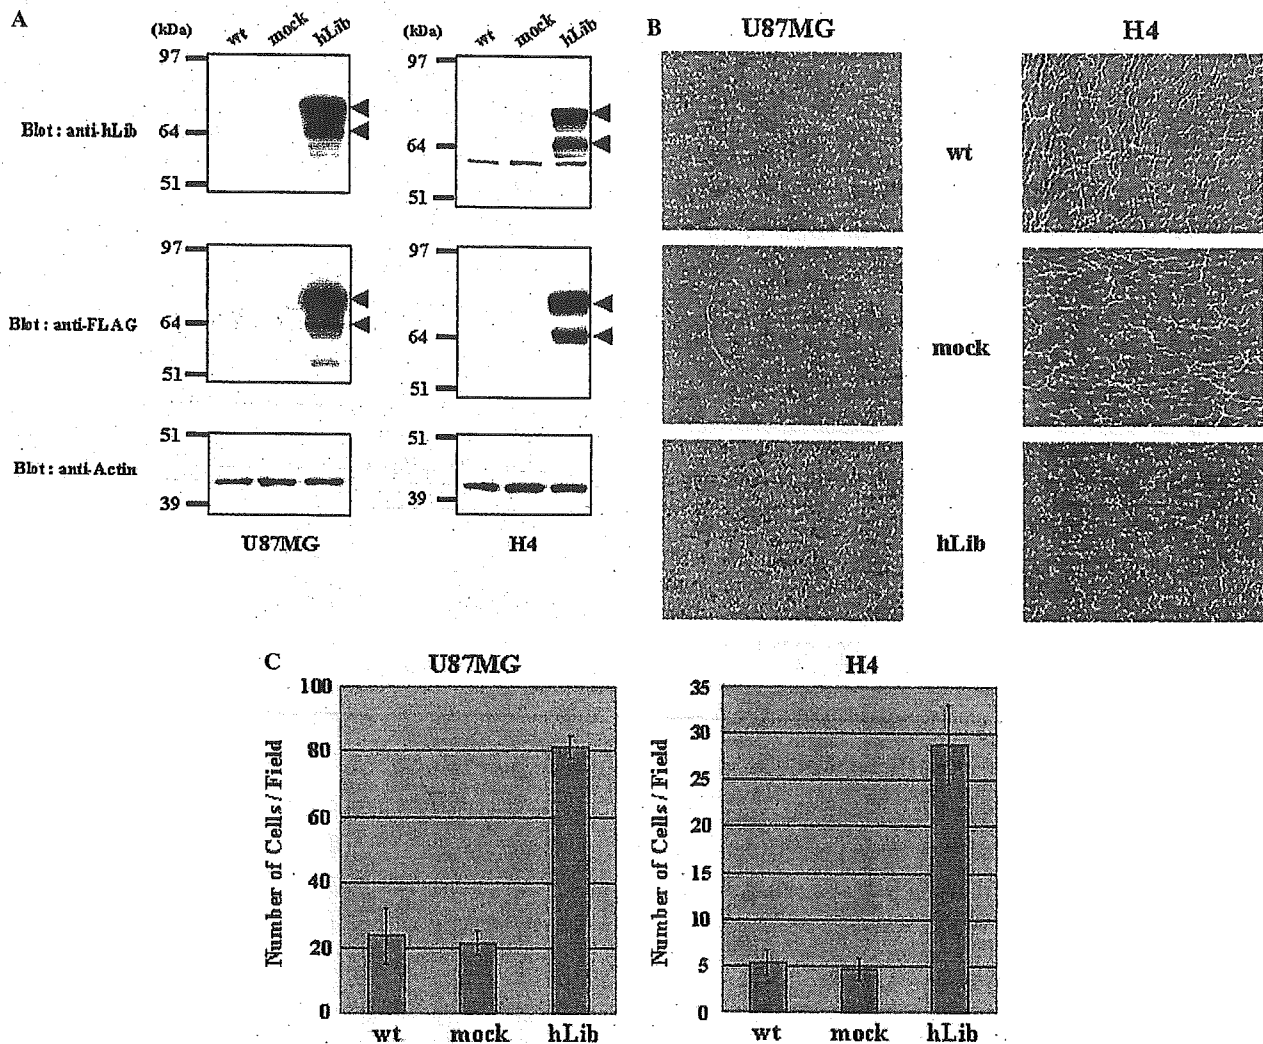 A
(kDa) wt mock hLib
97
64
51
Blot : anti-hLib
(kDa) wt mock hLib
97
64
51
97
64
51
Blot : anti-FLAG
97
64
51
51
39
Blot : anti-Actin
51
39
U87MG
H4
B
U87MG
H4
wt
mock
hLib
C
U87MG
Number of Cells / Field
100
80
60
40
20
0
wt mock hLib
H4
Number of Cells / Field
35
30
25
20
15
10
5
0
wt mock hLib